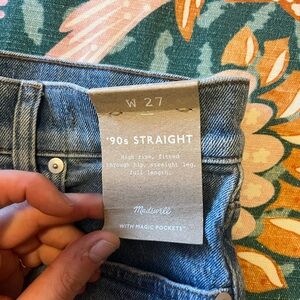 W 27
'90s STRAIGHT
High rise, fitted
through hip, straight leg,
full length.
Madewell
WITH MAGIC POCKETS